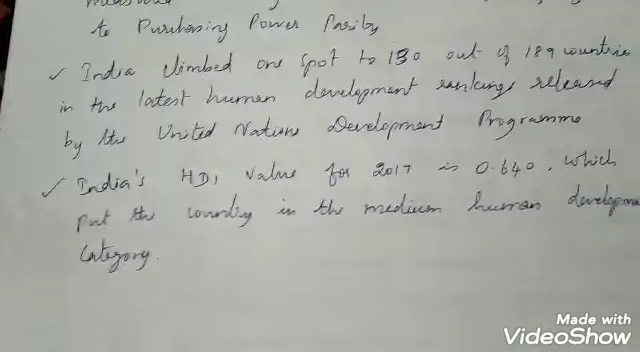 to Purchasing Power Parity
✓ India climbed one spot to 130 out of 189 countries
in the latest human development rankings released
by the United Nations Development Programme
✓ India's HDI value for 2017 is 0.640, which
put the country in the medium human developme
category.
Made with
VideoShow